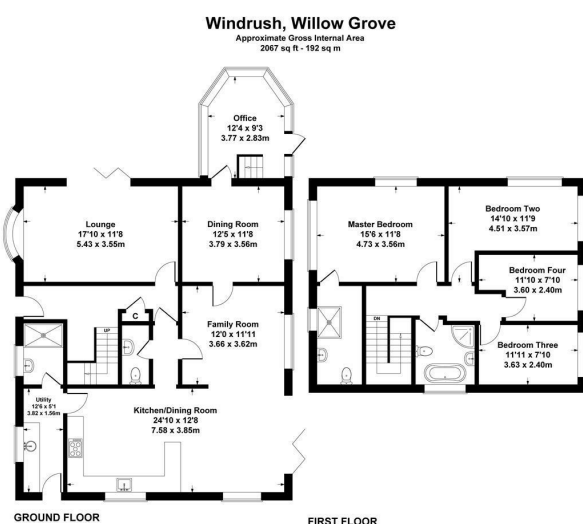 Windrush, Willow Grove
Approximate Gross Internal Area
2067 sq ft - 192 sq m
Office
12'4 x 9'3
3.77 x 2.83m
Lounge
17'10 x 11'8
5.43 x 3.55m
Dining Room
12'5 x 11'8
3.79 x 3.56m
Master Bedroom
15'6 x 11'8
4.73 x 3.56m
Bedroom Two
14'10 x 11'9
4.51 x 3.57m
Bedroom Four
11'10 x 7'10
3.60 x 2.40m
C
UP
Family Room
12'0 x 11'11
3.66 x 3.62m
DN
Bedroom Three
11'11 x 7'10
3.63 x 2.40m
Utility
12'6 x 5'1
3.82 x 1.56m
Kitchen/Dining Room
24'10 x 12'8
7.58 x 3.85m
GROUND FLOOR
FIRST FLOOR